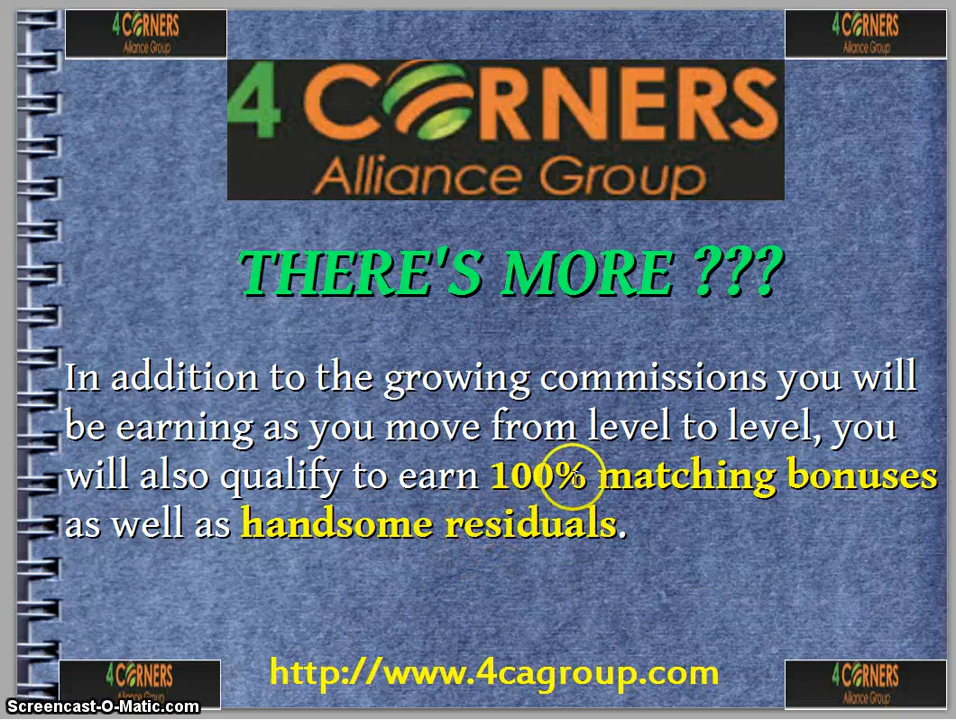 4 CORNERS
Alliance Group
4 CORNERS
Alliance Group
4 CORNERS
Alliance Group
THERE'S MORE ???
In addition to the growing commissions you will
be earning as you move from level to level, you
will also qualify to earn 100% matching bonuses
as well as handsome residuals.
http://www.4cagroup.com
4 CORNERS
Alliance Group
4 CORNERS
Alliance Group
Screencast-O-Matic.com